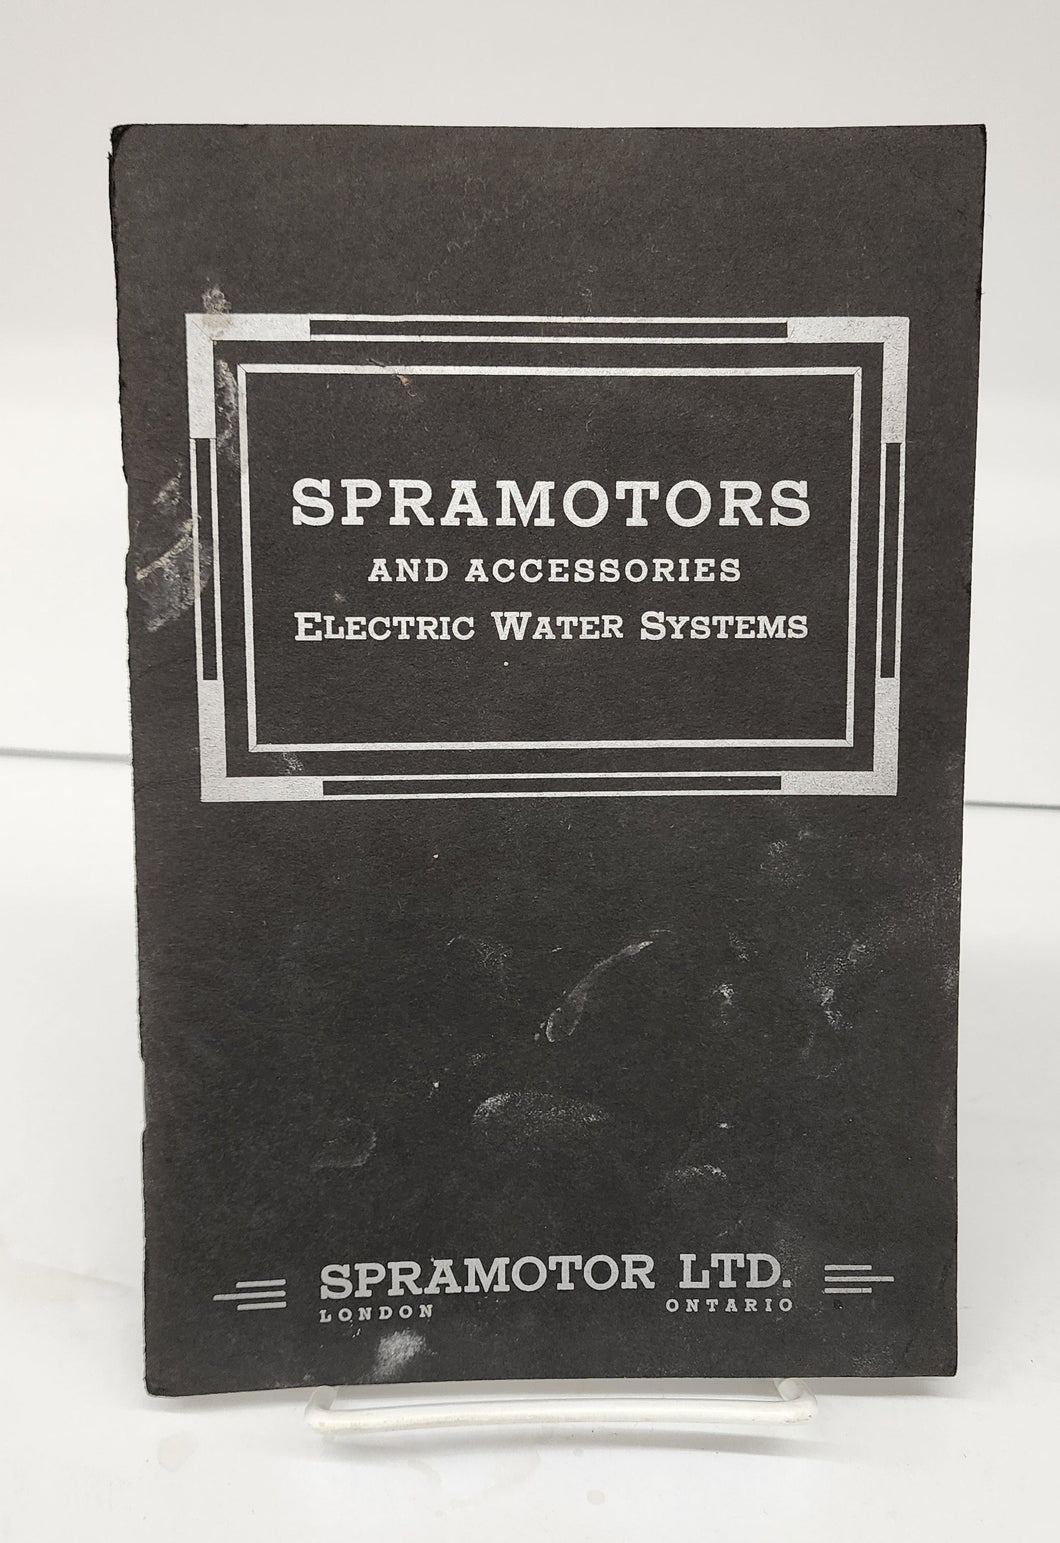 SPRAMOTORS
AND ACCESSORIES
ELECTRIC WATER SYSTEMS
SPRAMOTOR LTD.
LONDON ONTARIO